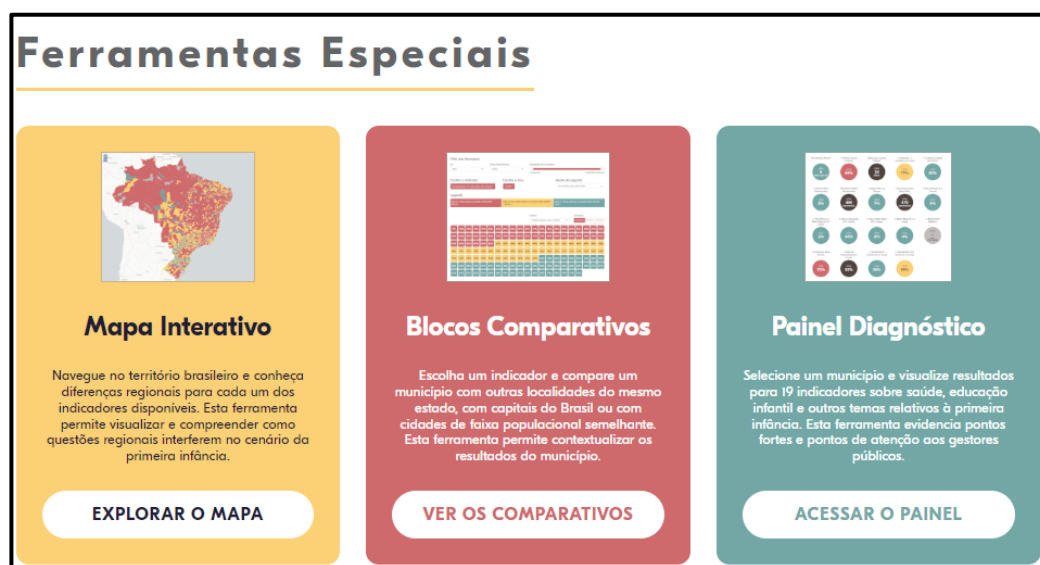 Ferramentas Especiais
Mapa Interativo
Navegue no território brasileiro e conheça
diferenças regionais para cada um dos
indicadores disponíveis. Esta ferramenta
permite visualizar e compreender como
questões regionais interferem no cenário da
primeira infância.
EXPLORAR O MAPA
Blocos Comparativos
Escolha um indicador e compare um
município com outras localidades do mesmo
estado, com capitais do Brasil ou com
cidades de faixa populacional semelhante.
Esta ferramenta permite contextualizar os
resultados do município.
VER OS COMPARATIVOS
Painel Diagnóstico
Selecione um município e visualize resultados
para 19 indicadores sobre saúde, educação
infantil e outros temas relativos à primeira
infância. Esta ferramenta evidencia pontos
fortes e pontos de atenção aos gestores
públicos.
ACESSAR O PAINEL